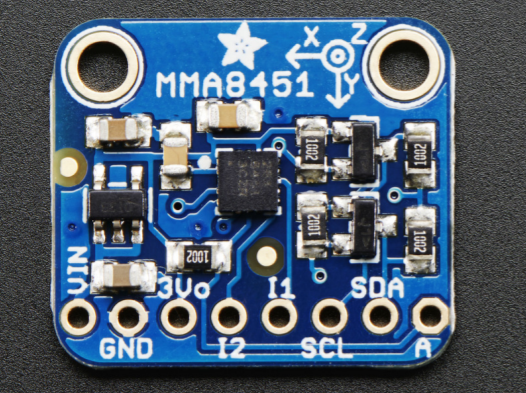 X Z
Y
MMA8451
1002 1002
1002 1002
1002
VIN 3Vo I1 SDA
GND I2 SCL A